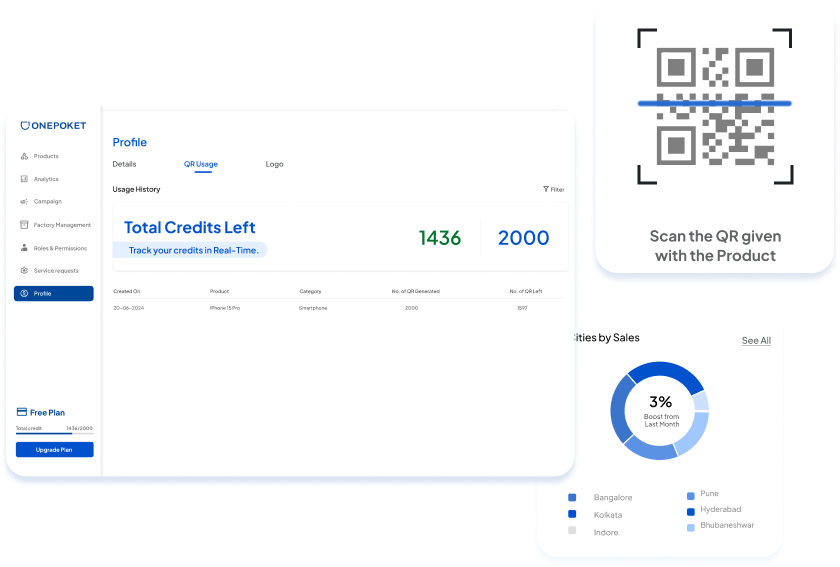 ONEPOKET
Products
Analytics
Campaign
Factory Management
Roles & Permissions
Service requests
Profile
Free Plan
Total credit 1436/2000
Upgrade Plan
Profile
Details QR Usage Logo
Usage History Filter
Total Credits Left
Track your credits in Real-Time.
1436 2000
Created On Product Category No. of QR Generated No. of QR Left
20-06-2024 iPhone 15 Pro Smartphone 2000 1597
Scan the QR given
with the Product
ities by Sales See All
3%
Boost from
Last Month
Bangalore Pune
Kolkata Hyderabad
Indore Bhubaneshwar